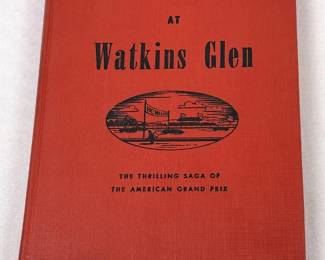 AT
Watkins Glen
THE THRILLING SAGA OF
THE AMERICAN GRAND PRIX